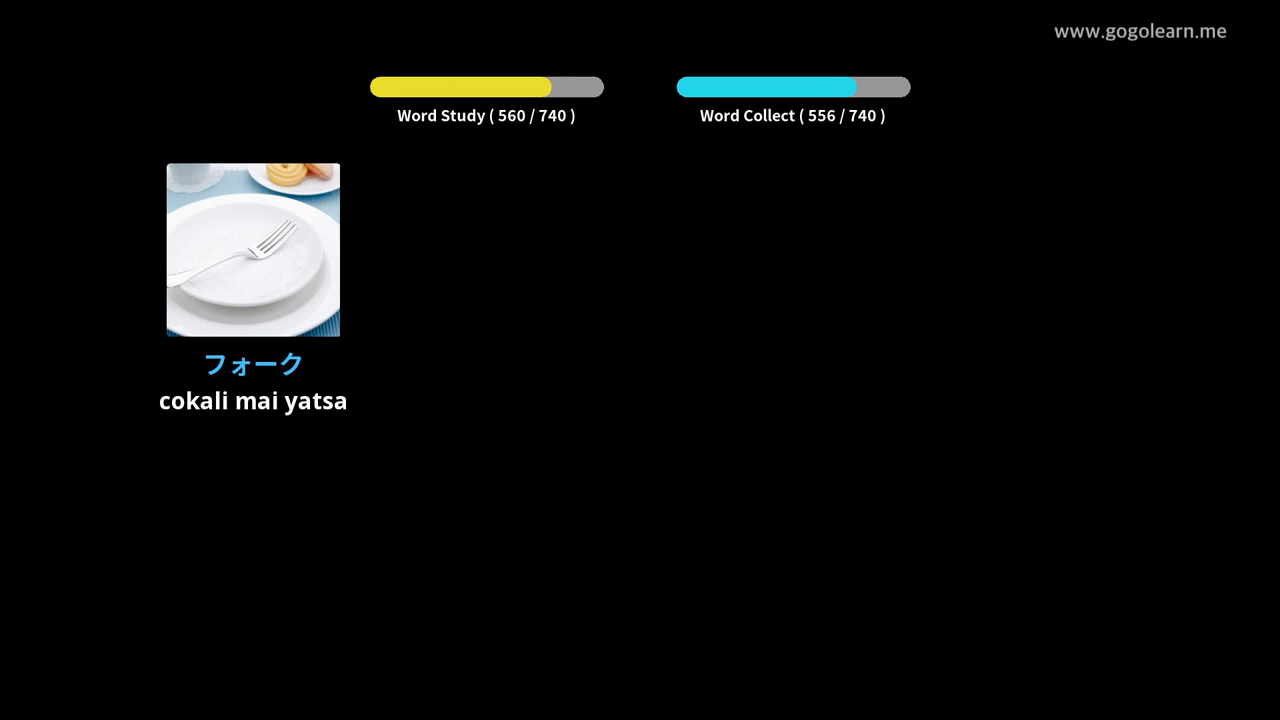 www.gogolearn.me
Word Study ( 560 / 740 )
Word Collect ( 556 / 740 )
フォーク
cokali mai yatsa